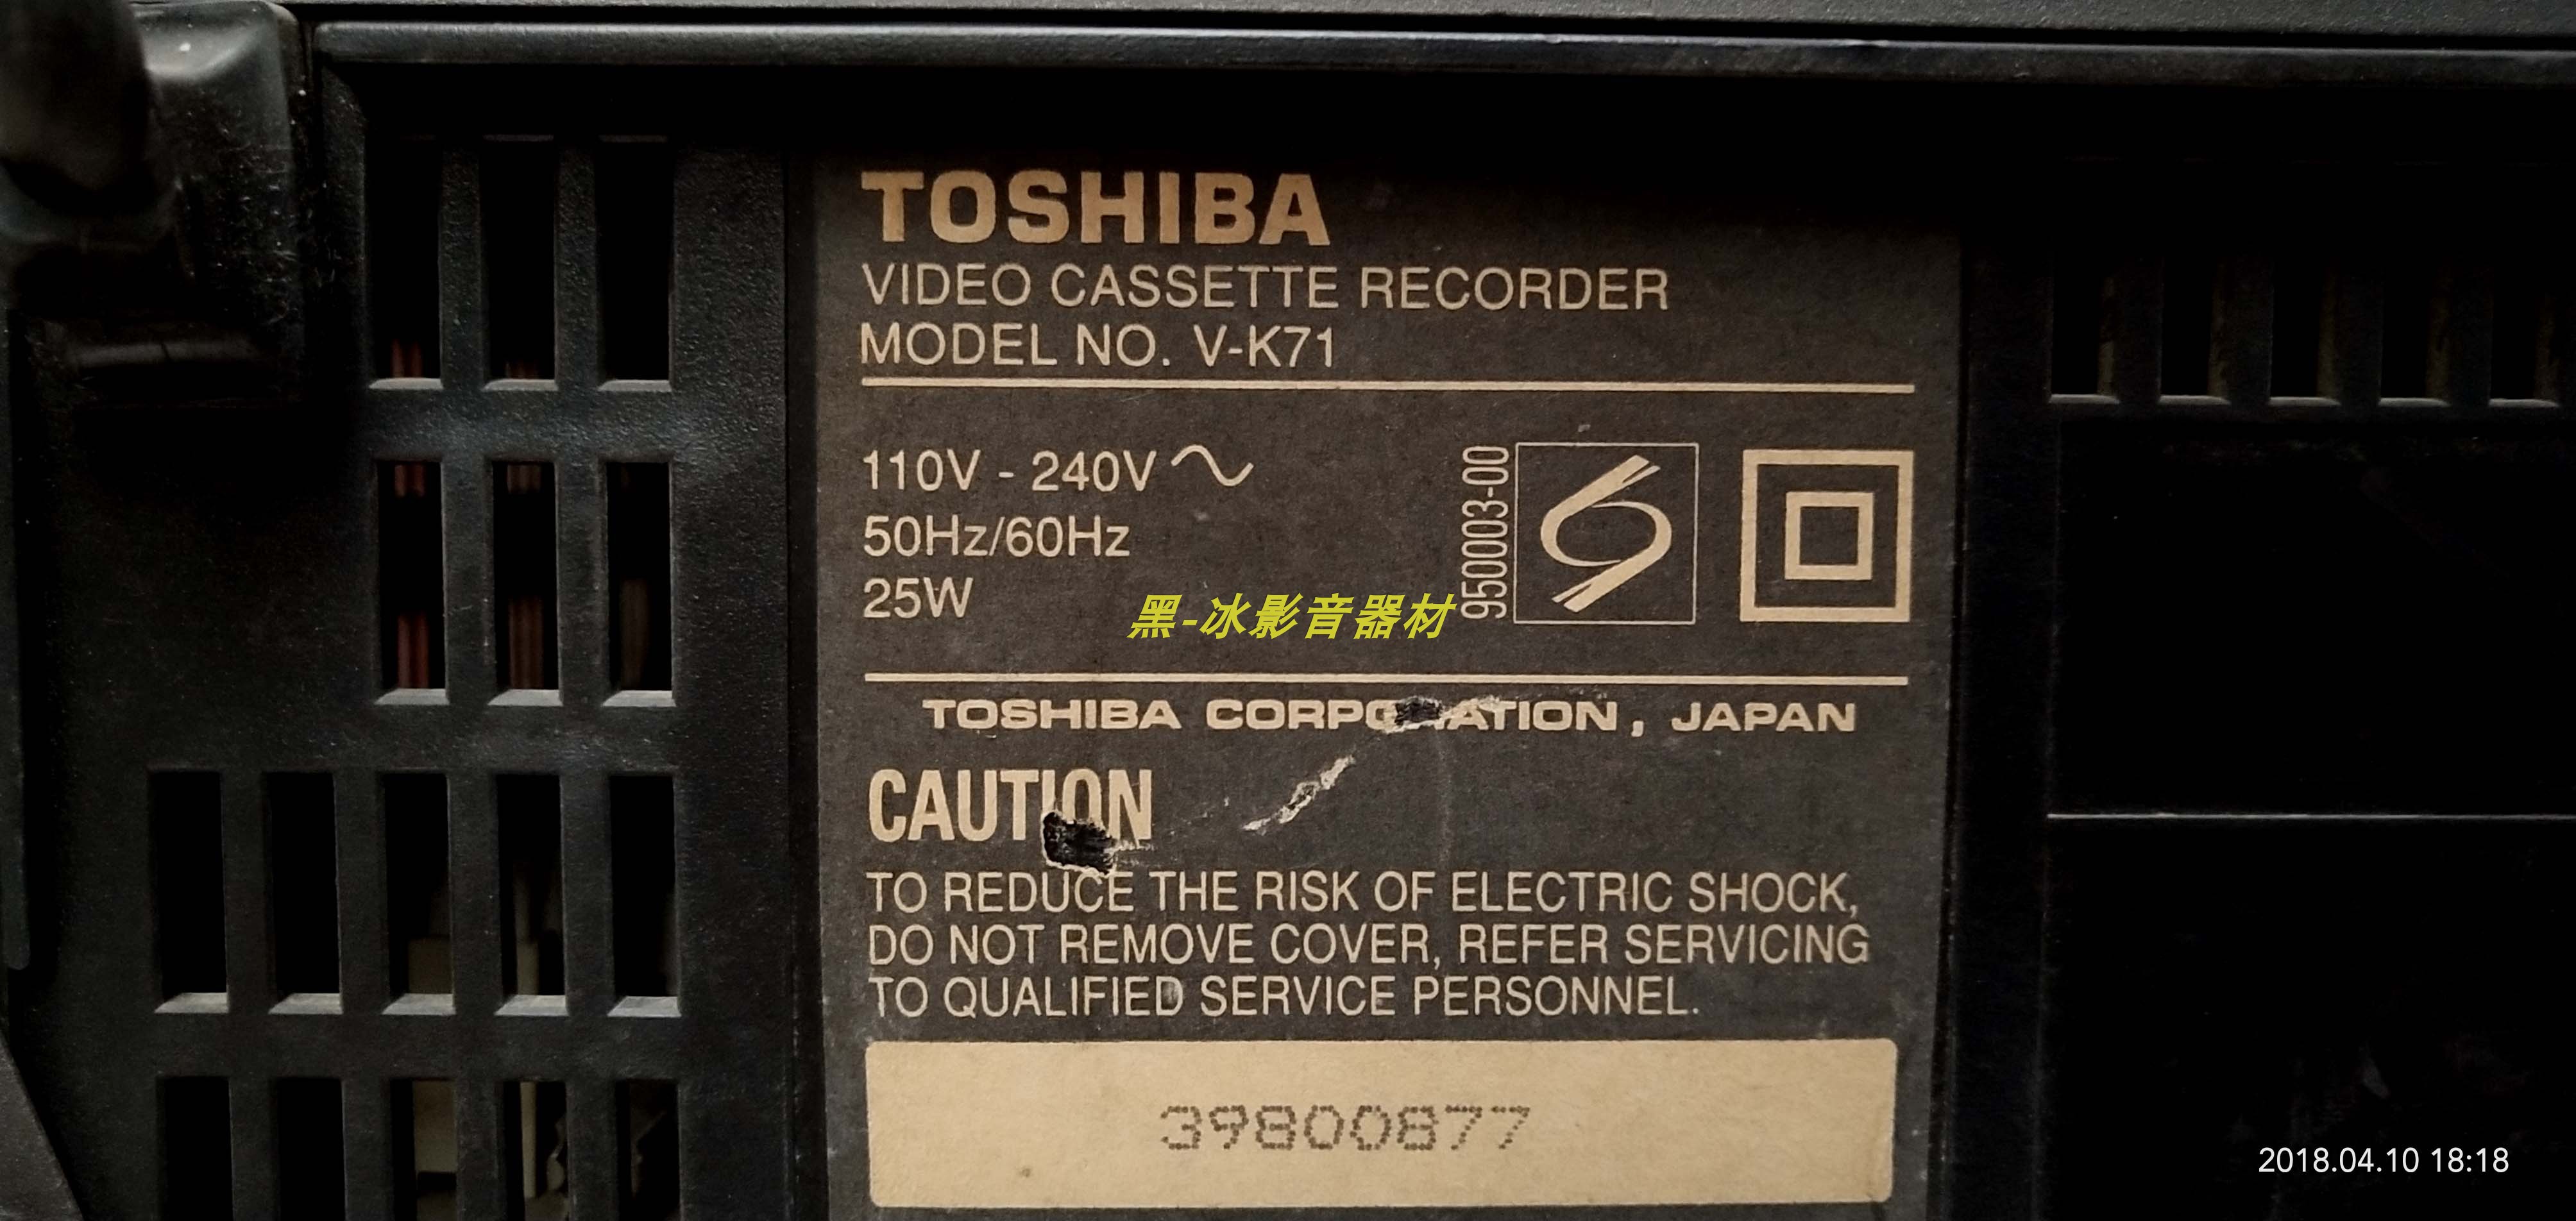 TOSHIBA
VIDEO CASSETTE RECORDER
MODEL NO. V-K71
110V - 240V
50Hz/60Hz
25W
950003-00
黑-冰影音器材
TOSHIBA CORPORATION, JAPAN
CAUTION
TO REDUCE THE RISK OF ELECTRIC SHOCK,
DO NOT REMOVE COVER, REFER SERVICING
TO QUALIFIED SERVICE PERSONNEL.
39800877
2018.04.10 18:18